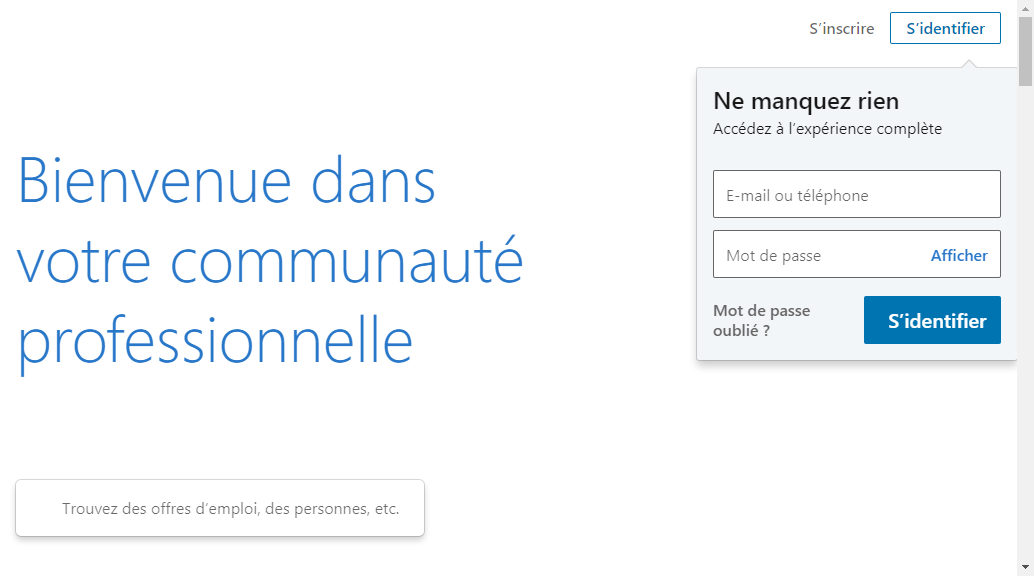 S’inscrire
S’identifier
Ne manquez rien
Accédez à l’expérience complète
E-mail ou téléphone
Mot de passe
Afficher
Mot de passe
oublié ?
S’identifier
Bienvenue dans
votre communauté
professionnelle
Trouvez des offres d’emploi, des personnes, etc.